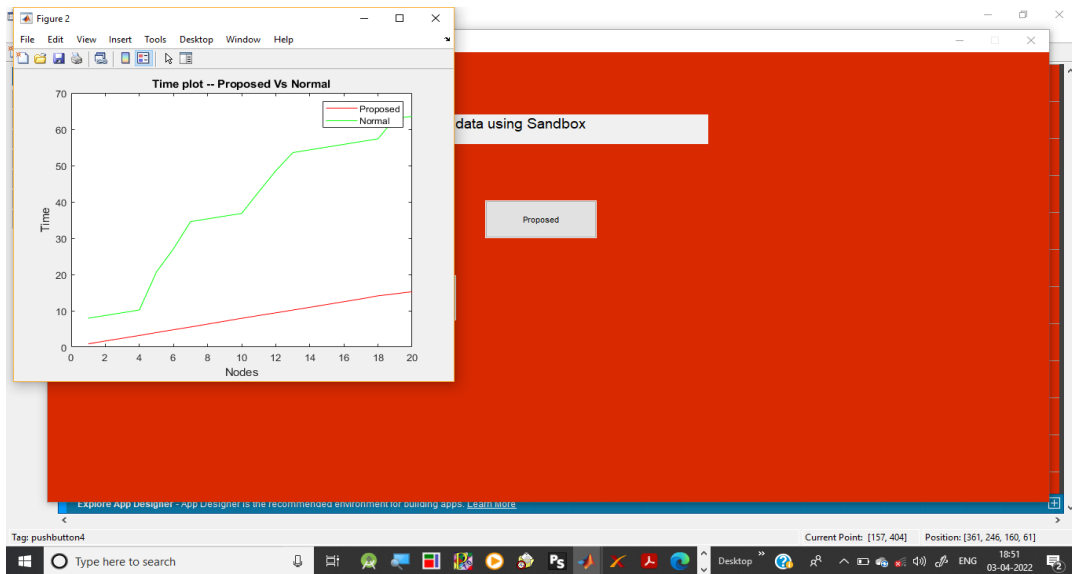 Figure 2
File Edit View Insert Tools Desktop Window Help
Time plot -- Proposed Vs Normal
Proposed
Normal
70
60
50
40
30
20
10
0
Time
0 2 4 6 8 10 12 14 16 18 20
Nodes
data using Sandbox
Proposed
Explore App Designer - App Designer is the recommended environment for building apps. Learn More
Tag: pushbutton4
Current Point: [157, 404] Position: [361, 246, 160, 61]
Type here to search
Ps
Desktop
ENG
18:51
03-04-2022
2